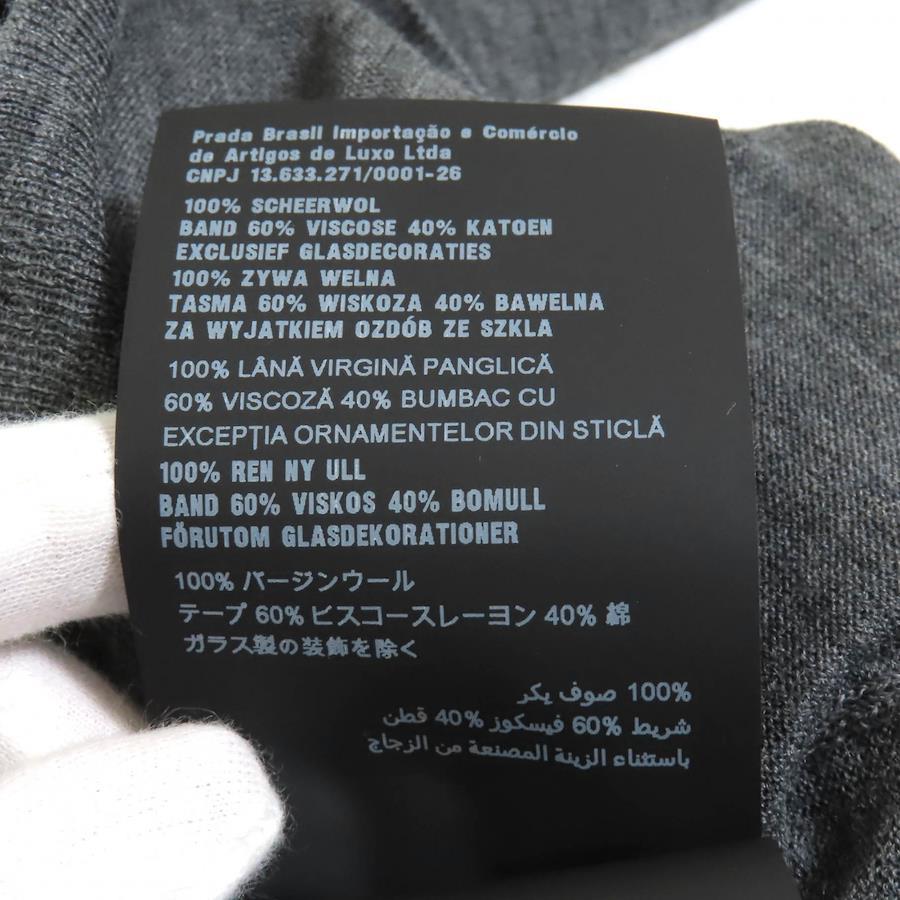 Prada Brasil Importação e Comércio
de Artigos de Luxo Ltda
CNPJ 13.633.271/0001-26
100% SCHEERWOL
BAND 60% VISCOSE 40% KATOEN
EXCLUSIEF GLASDECORATIES
100% ZYWA WELNA
TASMA 60% WISKOZA 40% BAWELNA
ZA WYJATKIEM OZDÓB ZE SZKLA
100% LÂNĂ VIRGINĂ PANGLICĂ
60% VISCOZĂ 40% BUMBAC CU
EXCEPŢIA ORNAMENTELOR DIN STICLĂ
100% REN NY ULL
BAND 60% VISKOS 40% BOMULL
FÖRUTOM GLASDEKORATIONER
100% バージンウール
テープ 60% ビスコースレーヨン 40% 綿
ガラス製の装飾を除く
100% صوف يكر
شريط 60% فيسكوز 40% قطن
باستثناء الزينة المصنعة من الزجاج